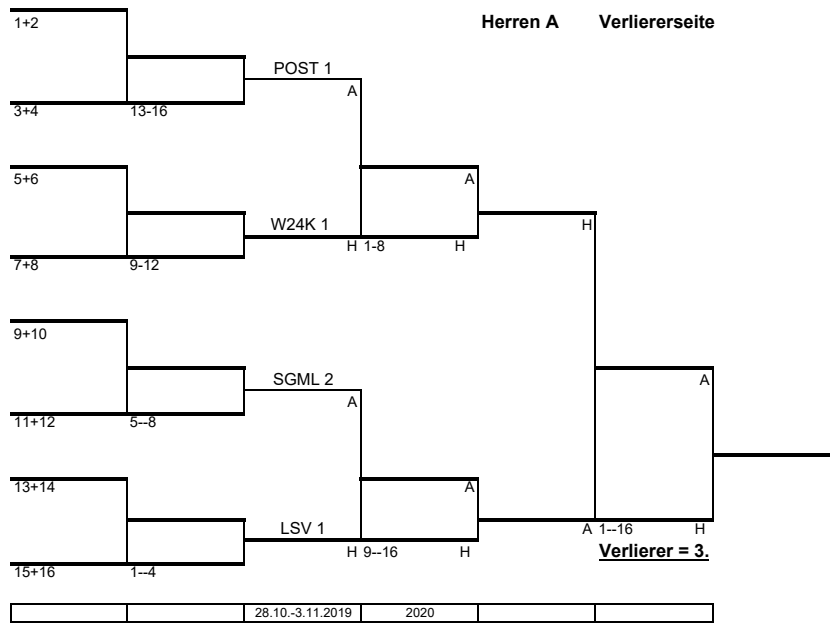 Herren A Verliererseite
1+2
POST 1
A
3+4 13-16
5+6
A
W24K 1
H
H 1-8 H
7+8 9-12
9+10
SGML 2
A
A
11+12 5--8
13+14
A
LSV 1
A 1--16 H
H 9--16 H
Verlierer = 3.
15+16 1--4
28.10.-3.11.2019 2020